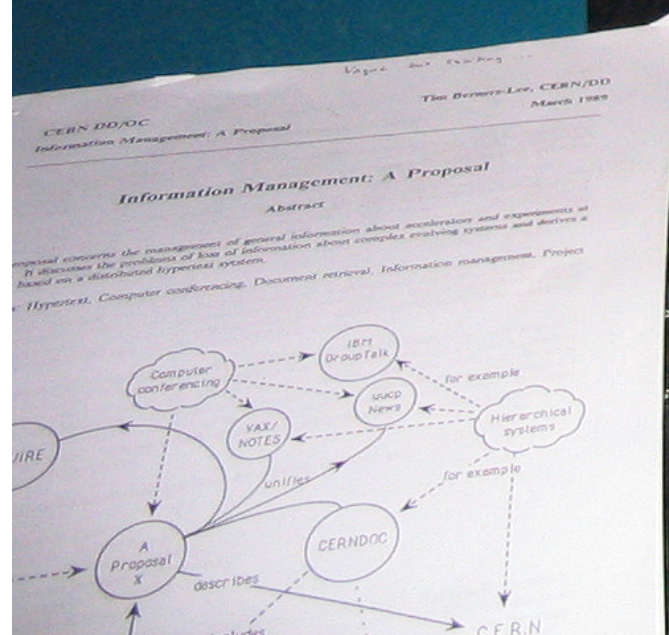 Vague but exciting
CERN DD/OC
Tim Berners-Lee, CERN/DD
Information Management: A Proposal
March 1989
Information Management: A Proposal
Abstract
roposal concerns the management of general information about accelerators and experiments at
It discusses the problems of loss of information about complex evolving systems and derives a
based on a distributed hypertext system.
Hypertext, Computer conferencing, Document retrieval, Information management, Project
IBM
GroupTalk
Computer
conferencing
for example
uucp
News
Hierarchical
systems
VAX/
NOTES
UIRE
unifies
for example
A
Proposal
X
CERNDOC
describes
C.E.R.N